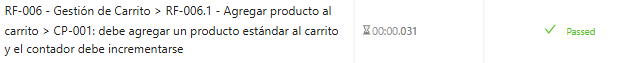 RF-006 - Gestión de Carrito > RF-006.1 - Agregar producto al
carrito > CP-001: debe agregar un producto estándar al carrito
y el contador debe incrementarse
00:00.031
Passed